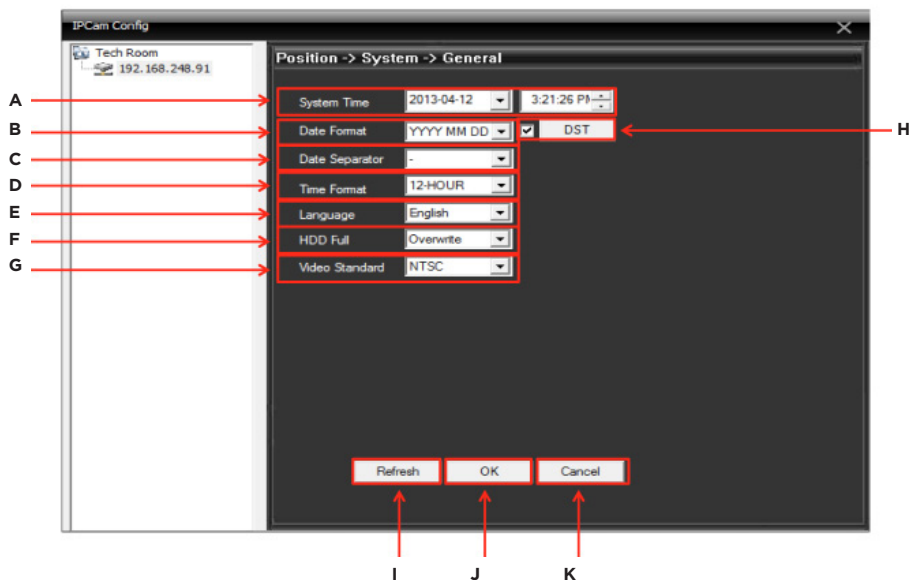 IPCam Config
Tech Room
192.168.248.91
Position -> System -> General
A System Time 2013-04-12 3:21:26 PM
B Date Format YYYY MM DD DST H
C Date Separator -
D Time Format 12-HOUR
E Language English
F HDD Full Overwrite
G Video Standard NTSC
Refresh OK Cancel
I J K